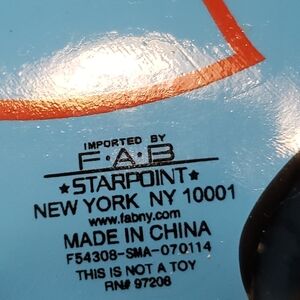 IMPORTED BY
F·A·B
★STARPOINT★
NEW YORK NY 10001
www.fabny.com
MADE IN CHINA
F54308-SMA-070114
THIS IS NOT A TOY
RN# 97208